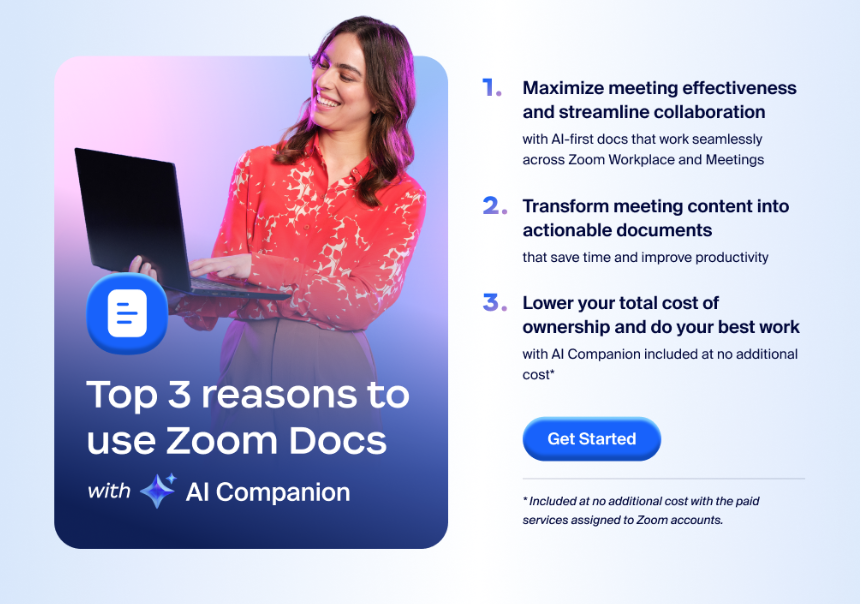 Top 3 reasons to
use Zoom Docs
with AI Companion
1. Maximize meeting effectiveness
and streamline collaboration
with AI-first docs that work seamlessly
across Zoom Workplace and Meetings
2. Transform meeting content into
actionable documents
that save time and improve productivity
3. Lower your total cost of
ownership and do your best work
with AI Companion included at no additional
cost*
Get Started
* Included at no additional cost with the paid
services assigned to Zoom accounts.